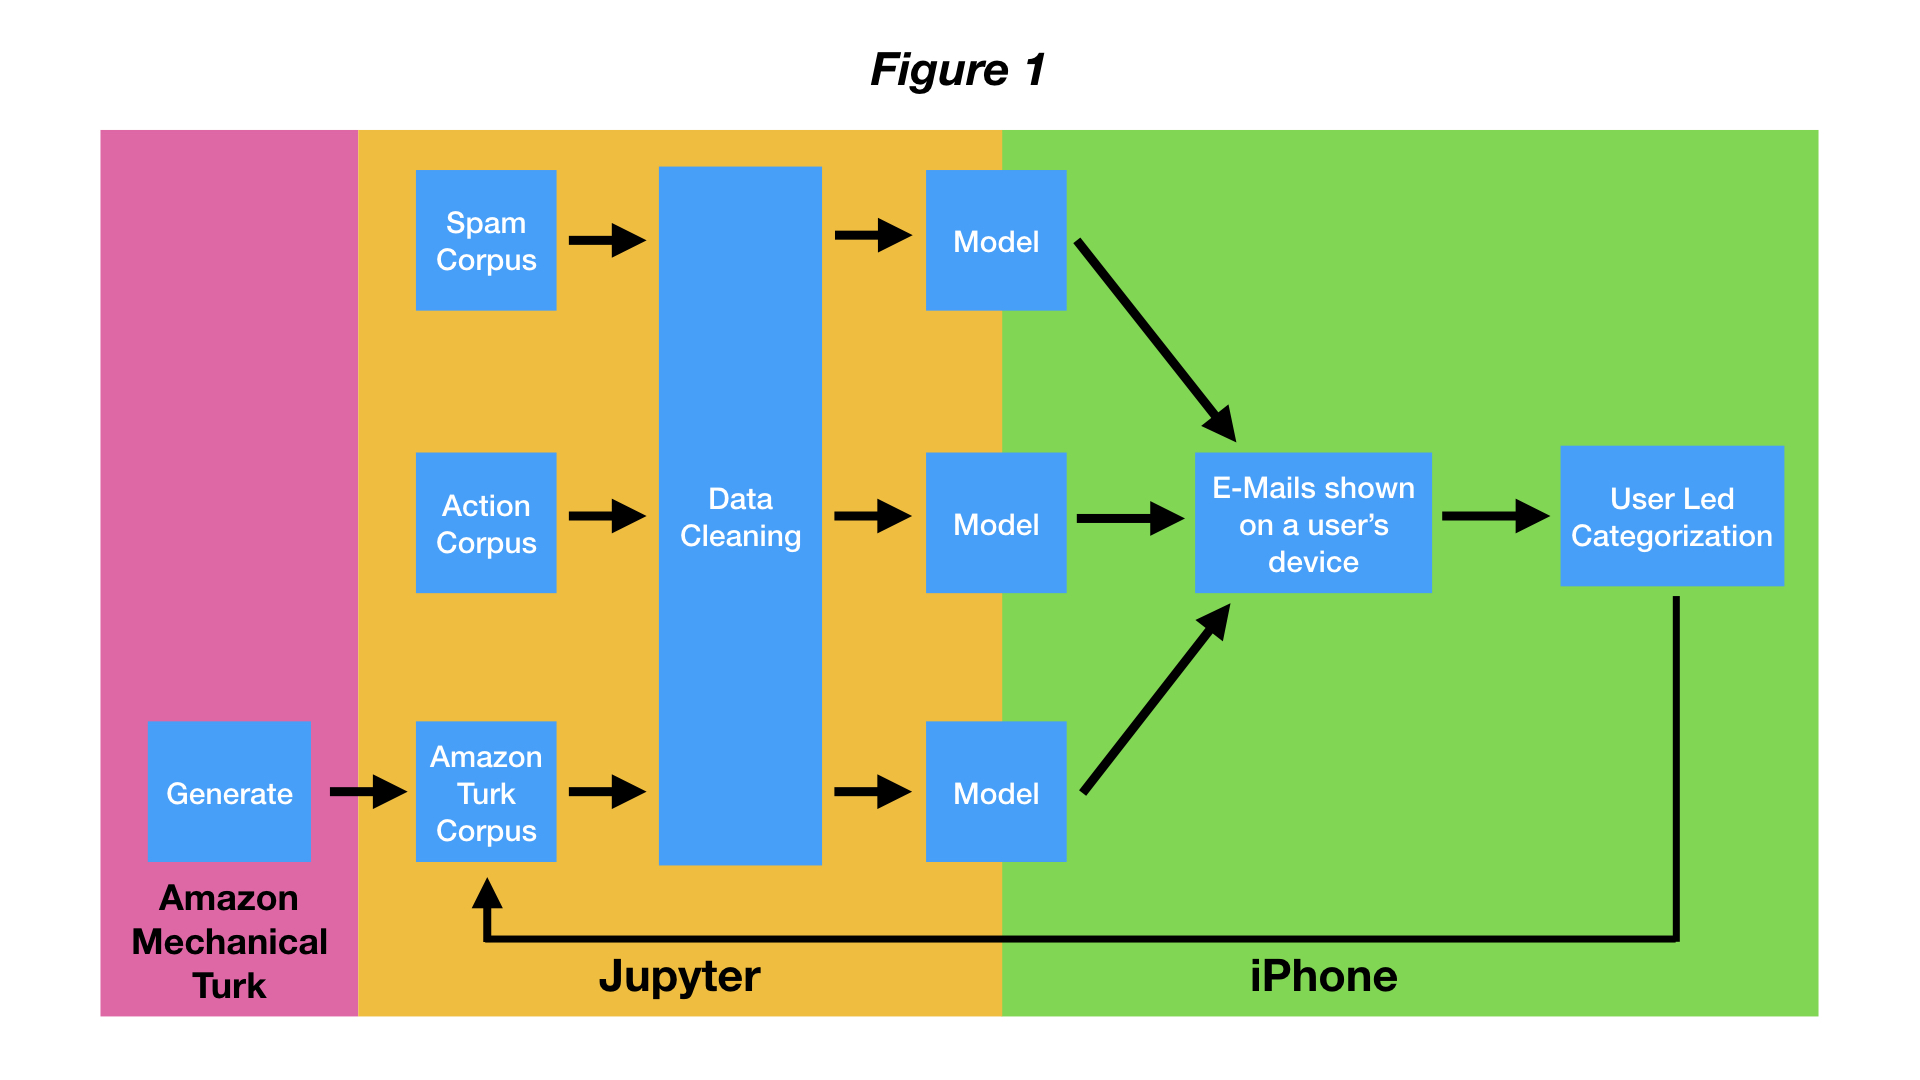 Figure 1
Spam
Corpus
Model
Action
Corpus
Data
Cleaning
Model
E-Mails shown
on a user’s
device
User Led
Categorization
Generate
Amazon
Turk
Corpus
Model
Amazon
Mechanical
Turk
Jupyter
iPhone